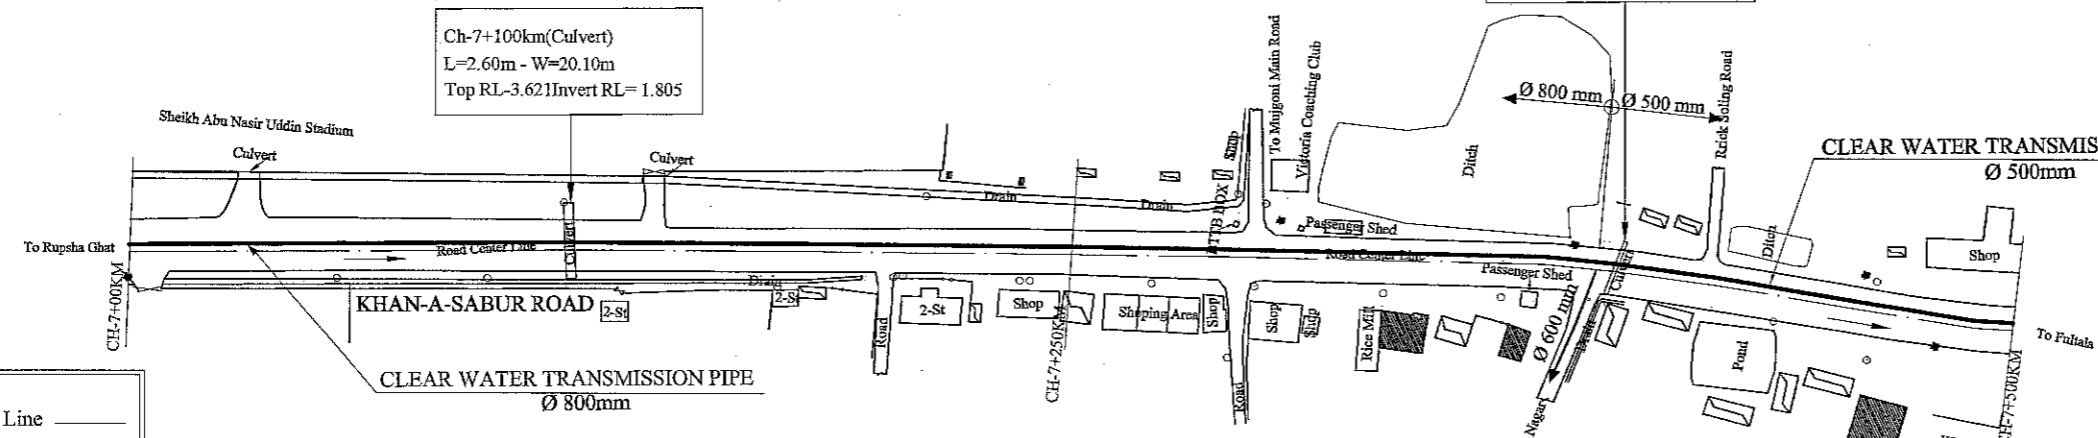 Ch-7+100km(Culvert)
L=2.60m - W=20.10m
Top RL-3.621Invert RL= 1.805
Sheikh Abu Nasir Uddin Stadium
Culvert
Culvert
Culvert
To Rupsha Ghat
Road Center Line
CH-7+00KM
KHAN-A-SABUR ROAD
2-St
CLEAR WATER TRANSMISSION PIPE
Ø 800mm
Line
Drain
2-St
Road
2-St
Shop
CH-7+250KM
Shoping Area
Shop
Road
Drain
Drain
Shop
BTTB BOX
To Mujgoni Main Road
Victoria Coaching Club
Passenger Shed
Road Center Line
Ditch
Ø 800 mm
Ø 500 mm
Passenger Shed
Shop
Shop
Rice Mill
Ø 600 mm
Culvert
Drain
Nagar
Brick Soling Road
Ditch
CLEAR WATER TRANSMIS
Ø 500mm
Shop
Pond
To Fultala
CH-7+500KM